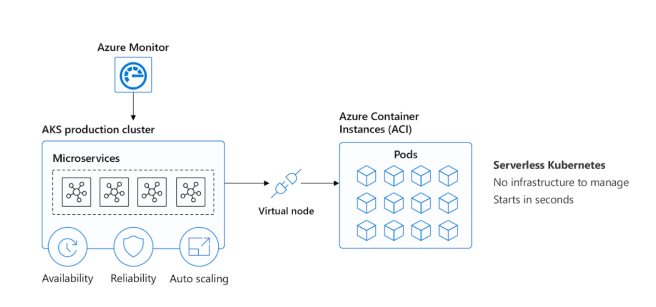 Azure Monitor
AKS production cluster
Microservices
Availability
Reliability
Auto scaling
Virtual node
Azure Container
Instances (ACI)
Pods
Serverless Kubernetes
No infrastructure to manage
Starts in seconds